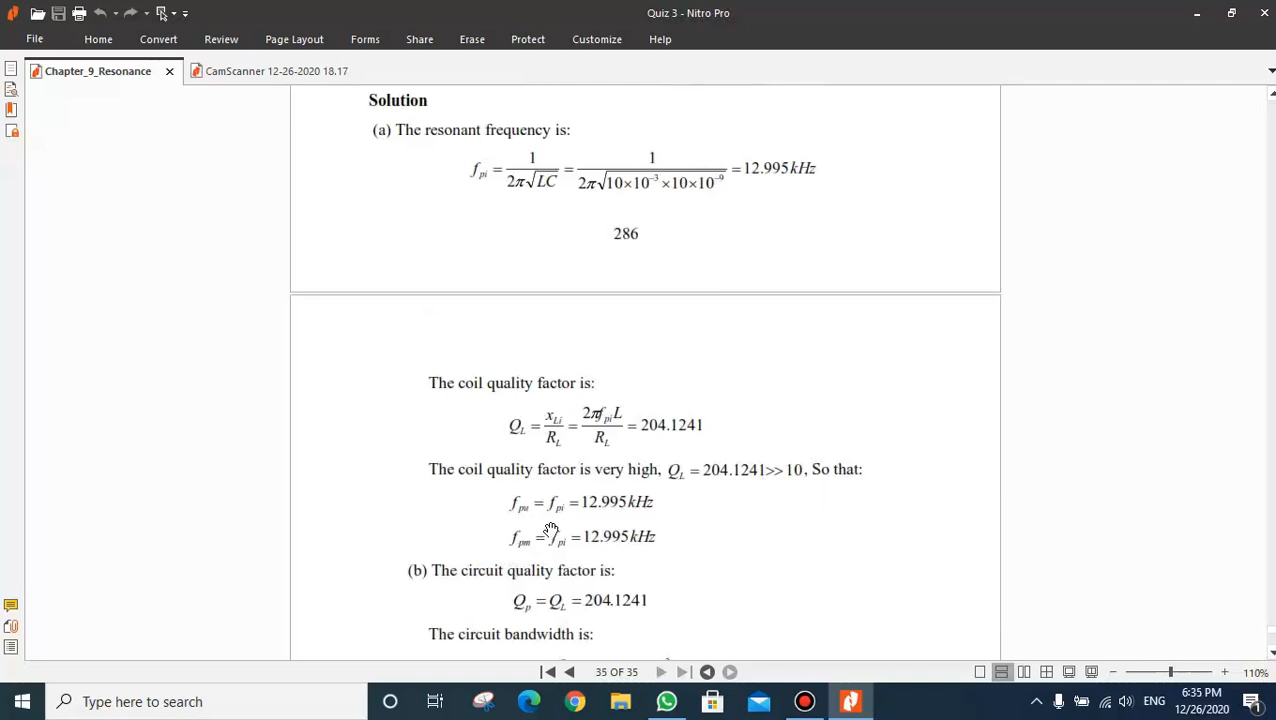 Quiz 3 - Nitro Pro
File Home Convert Review Page Layout Forms Share Erase Protect Customize Help
Chapter_9_Resonance × CamScanner 12-26-2020 18.17
Solution
(a) The resonant frequency is:
f_pi = 1 / 2π√LC = 1 / 2π√10×10⁻³×10×10⁻⁹ = 12.995 kHz
286
The coil quality factor is:
Q_L = x_Li / R_L = 2πf_pi L / R_L = 204.1241
The coil quality factor is very high, Q_L = 204.1241>> 10, So that:
f_pu = f_pi = 12.995kHz
f_pm = f_pi = 12.995kHz
(b) The circuit quality factor is:
Q_p = Q_L = 204.1241
The circuit bandwidth is:
35 OF 35
110%
Type here to search
ENG
6:35 PM
12/26/2020
1